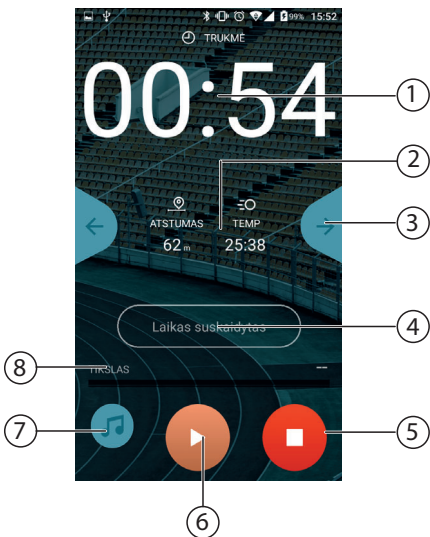 99% 15:52
TRUKMĖ
00:54
1
2
3
ATSTUMAS TEMP
62 m 25:38
Laikas suskaidytas
4
8
TIKSLAS --
7
5
6